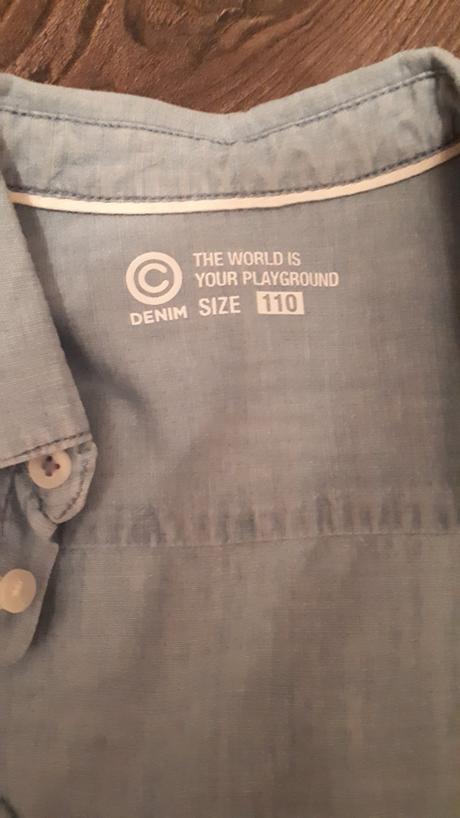 ©
DENIM
THE WORLD IS
YOUR PLAYGROUND
SIZE 110